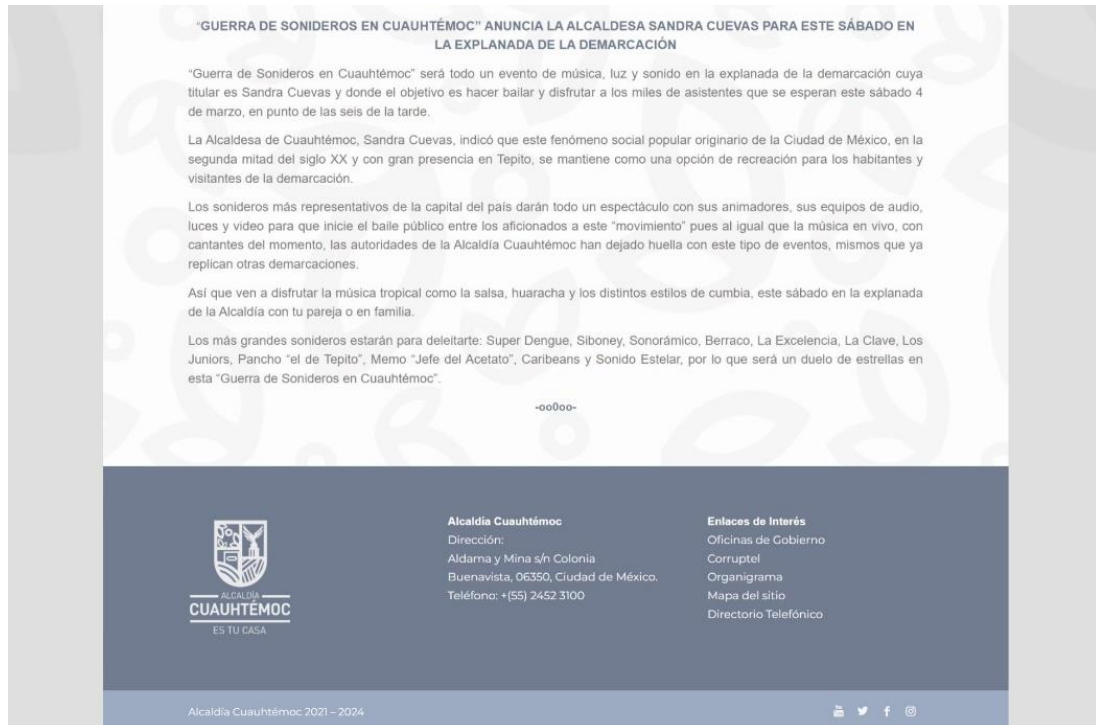 “GUERRA DE SONIDEROS EN CUAUHTÉMOC” ANUNCIA LA ALCALDESA SANDRA CUEVAS PARA ESTE SÁBADO EN
LA EXPLANADA DE LA DEMARCACIÓN
“Guerra de Sonideros en Cuauhtémoc” será todo un evento de música, luz y sonido en la explanada de la demarcación cuya
titular es Sandra Cuevas y donde el objetivo es hacer bailar y disfrutar a los miles de asistentes que se esperan este sábado 4
de marzo, en punto de las seis de la tarde.
La Alcaldesa de Cuauhtémoc, Sandra Cuevas, indicó que este fenómeno social popular originario de la Ciudad de México, en la
segunda mitad del siglo XX y con gran presencia en Tepito, se mantiene como una opción de recreación para los habitantes y
visitantes de la demarcación.
Los sonideros más representativos de la capital del país darán todo un espectáculo con sus animadores, sus equipos de audio,
luces y video para que inicie el baile público entre los aficionados a este “movimiento” pues al igual que la música en vivo, con
cantantes del momento, las autoridades de la Alcaldía Cuauhtémoc han dejado huella con este tipo de eventos, mismos que ya
replican otras demarcaciones.
Así que ven a disfrutar la música tropical como la salsa, huaracha y los distintos estilos de cumbia, este sábado en la explanada
de la Alcaldía con tu pareja o en familia.
Los más grandes sonideros estarán para deleitarte: Super Dengue, Siboney, Sonorámico, Berraco, La Excelencia, La Clave, Los
Juniors, Pancho “el de Tepito”, Memo “Jefe del Acetato”, Caribeans y Sonido Estelar, por lo que será un duelo de estrellas en
esta “Guerra de Sonideros en Cuauhtémoc”.
-oo0oo-
ALCALDÍA
CUAUHTÉMOC
ES TU CASA
Alcaldía Cuauhtémoc
Dirección:
Aldama y Mina s/n Colonia
Buenavista, 06350, Ciudad de México.
Teléfono: +(55) 2452 3100
Enlaces de Interés
Oficinas de Gobierno
Corruptel
Organigrama
Mapa del sitio
Directorio Telefónico
Alcaldía Cuauhtémoc 2021 – 2024